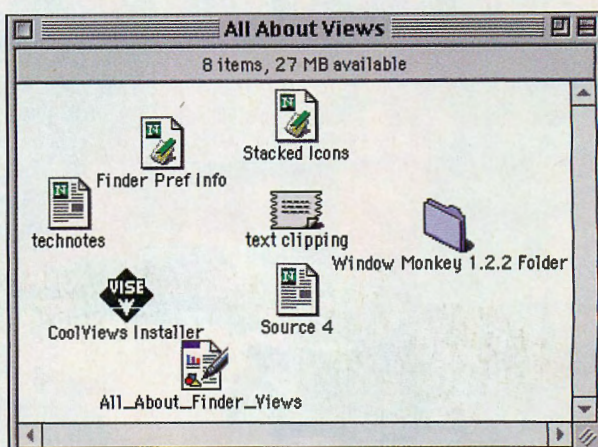 All About Views
8 items, 27 MB available
Stacked Icons
Finder Pref Info
technotes
text clipping
Window Monkey 1.2.2 Folder
VISE
CoolViews Installer
Source 4
All_About_Finder_Views